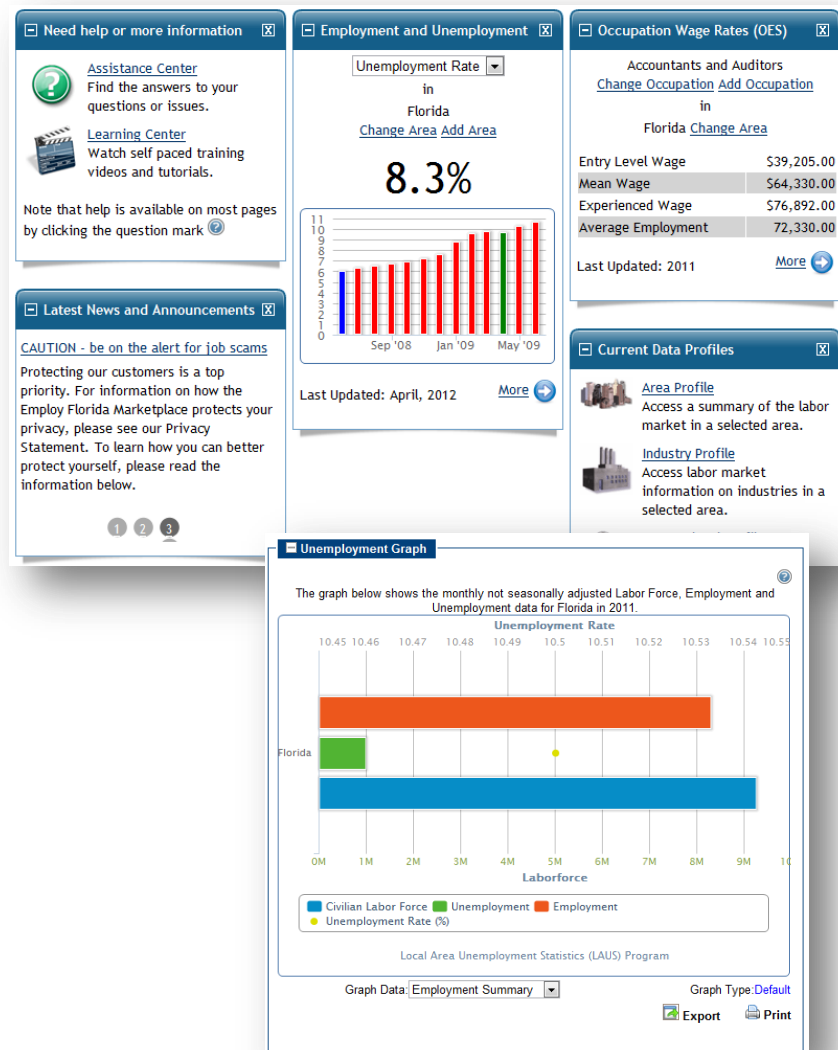 Need help or more information X
Assistance Center
Find the answers to your
questions or issues.
Learning Center
Watch self paced training
videos and tutorials.
Note that help is available on most pages
by clicking the question mark ?
Latest News and Announcements X
CAUTION - be on the alert for job scams
Protecting our customers is a top
priority. For information on how the
Employ Florida Marketplace protects your
privacy, please see our Privacy
Statement. To learn how you can better
protect yourself, please read the
information below.
1 2 3
Employment and Unemployment X
Unemployment Rate
in
Florida
Change Area Add Area
8.3%
11
10
9
8
7
6
5
4
3
2
1
0
Sep '08 Jan '09 May '09
Last Updated: April, 2012 More
Occupation Wage Rates (OES) X
Accountants and Auditors
Change Occupation Add Occupation
in
Florida Change Area
Entry Level Wage $39,205.00
Mean Wage $64,330.00
Experienced Wage $76,892.00
Average Employment 72,330.00
Last Updated: 2011 More
Current Data Profiles X
Area Profile
Access a summary of the labor
market in a selected area.
Industry Profile
Access labor market
information on industries in a
selected area.
Unemployment Graph
?
The graph below shows the monthly not seasonally adjusted Labor Force, Employment and
Unemployment data for Florida in 2011.
Unemployment Rate
10.45 10.46 10.47 10.48 10.49 10.5 10.51 10.52 10.53 10.54 10.55
Florida
0M 1M 2M 3M 4M 5M 6M 7M 8M 9M
Laborforce
Civilian Labor Force Unemployment Employment
Unemployment Rate (%)
Local Area Unemployment Statistics (LAUS) Program
Graph Data: Employment Summary Graph Type:Default
Export Print